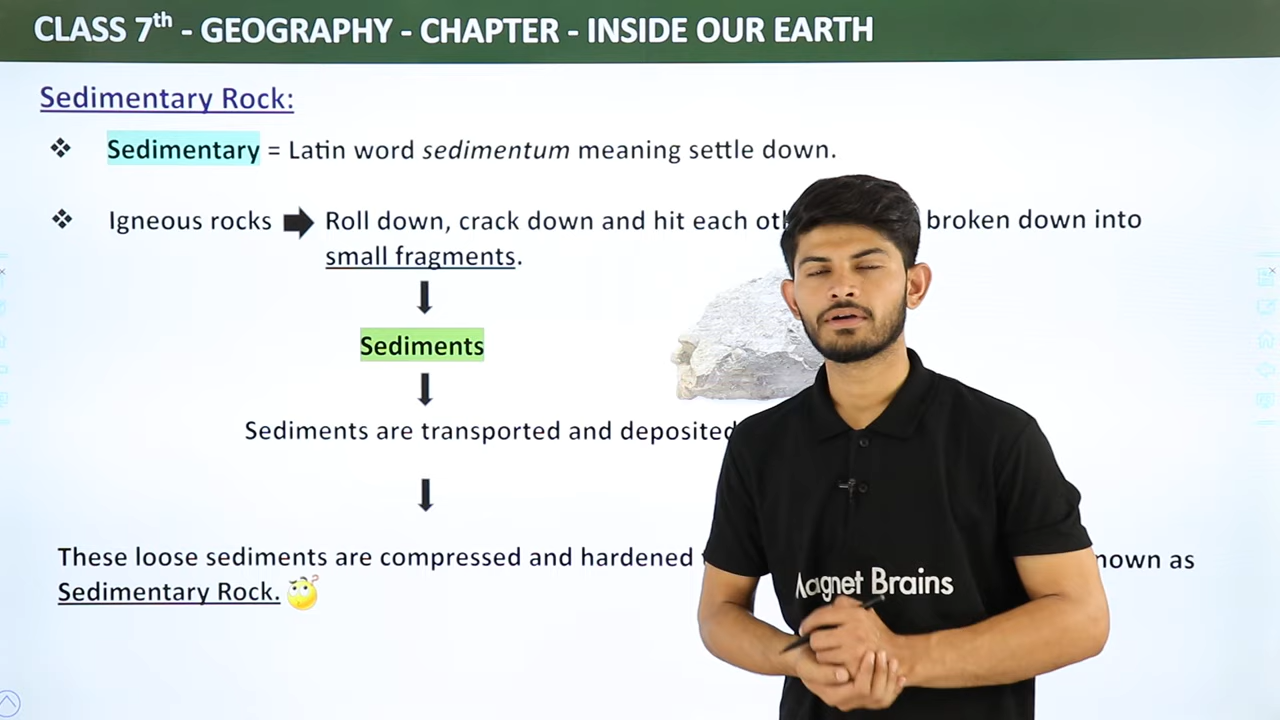 CLASS 7th - GEOGRAPHY - CHAPTER - INSIDE OUR EARTH
Sedimentary Rock:
❖ Sedimentary = Latin word sedimentum meaning settle down.
❖ Igneous rocks ➡ Roll down, crack down and hit each broken down into
small fragments.
Sediments
Sediments are transported and deposited
These loose sediments are compressed and hardened as
Sedimentary Rock.
Magnet Brains